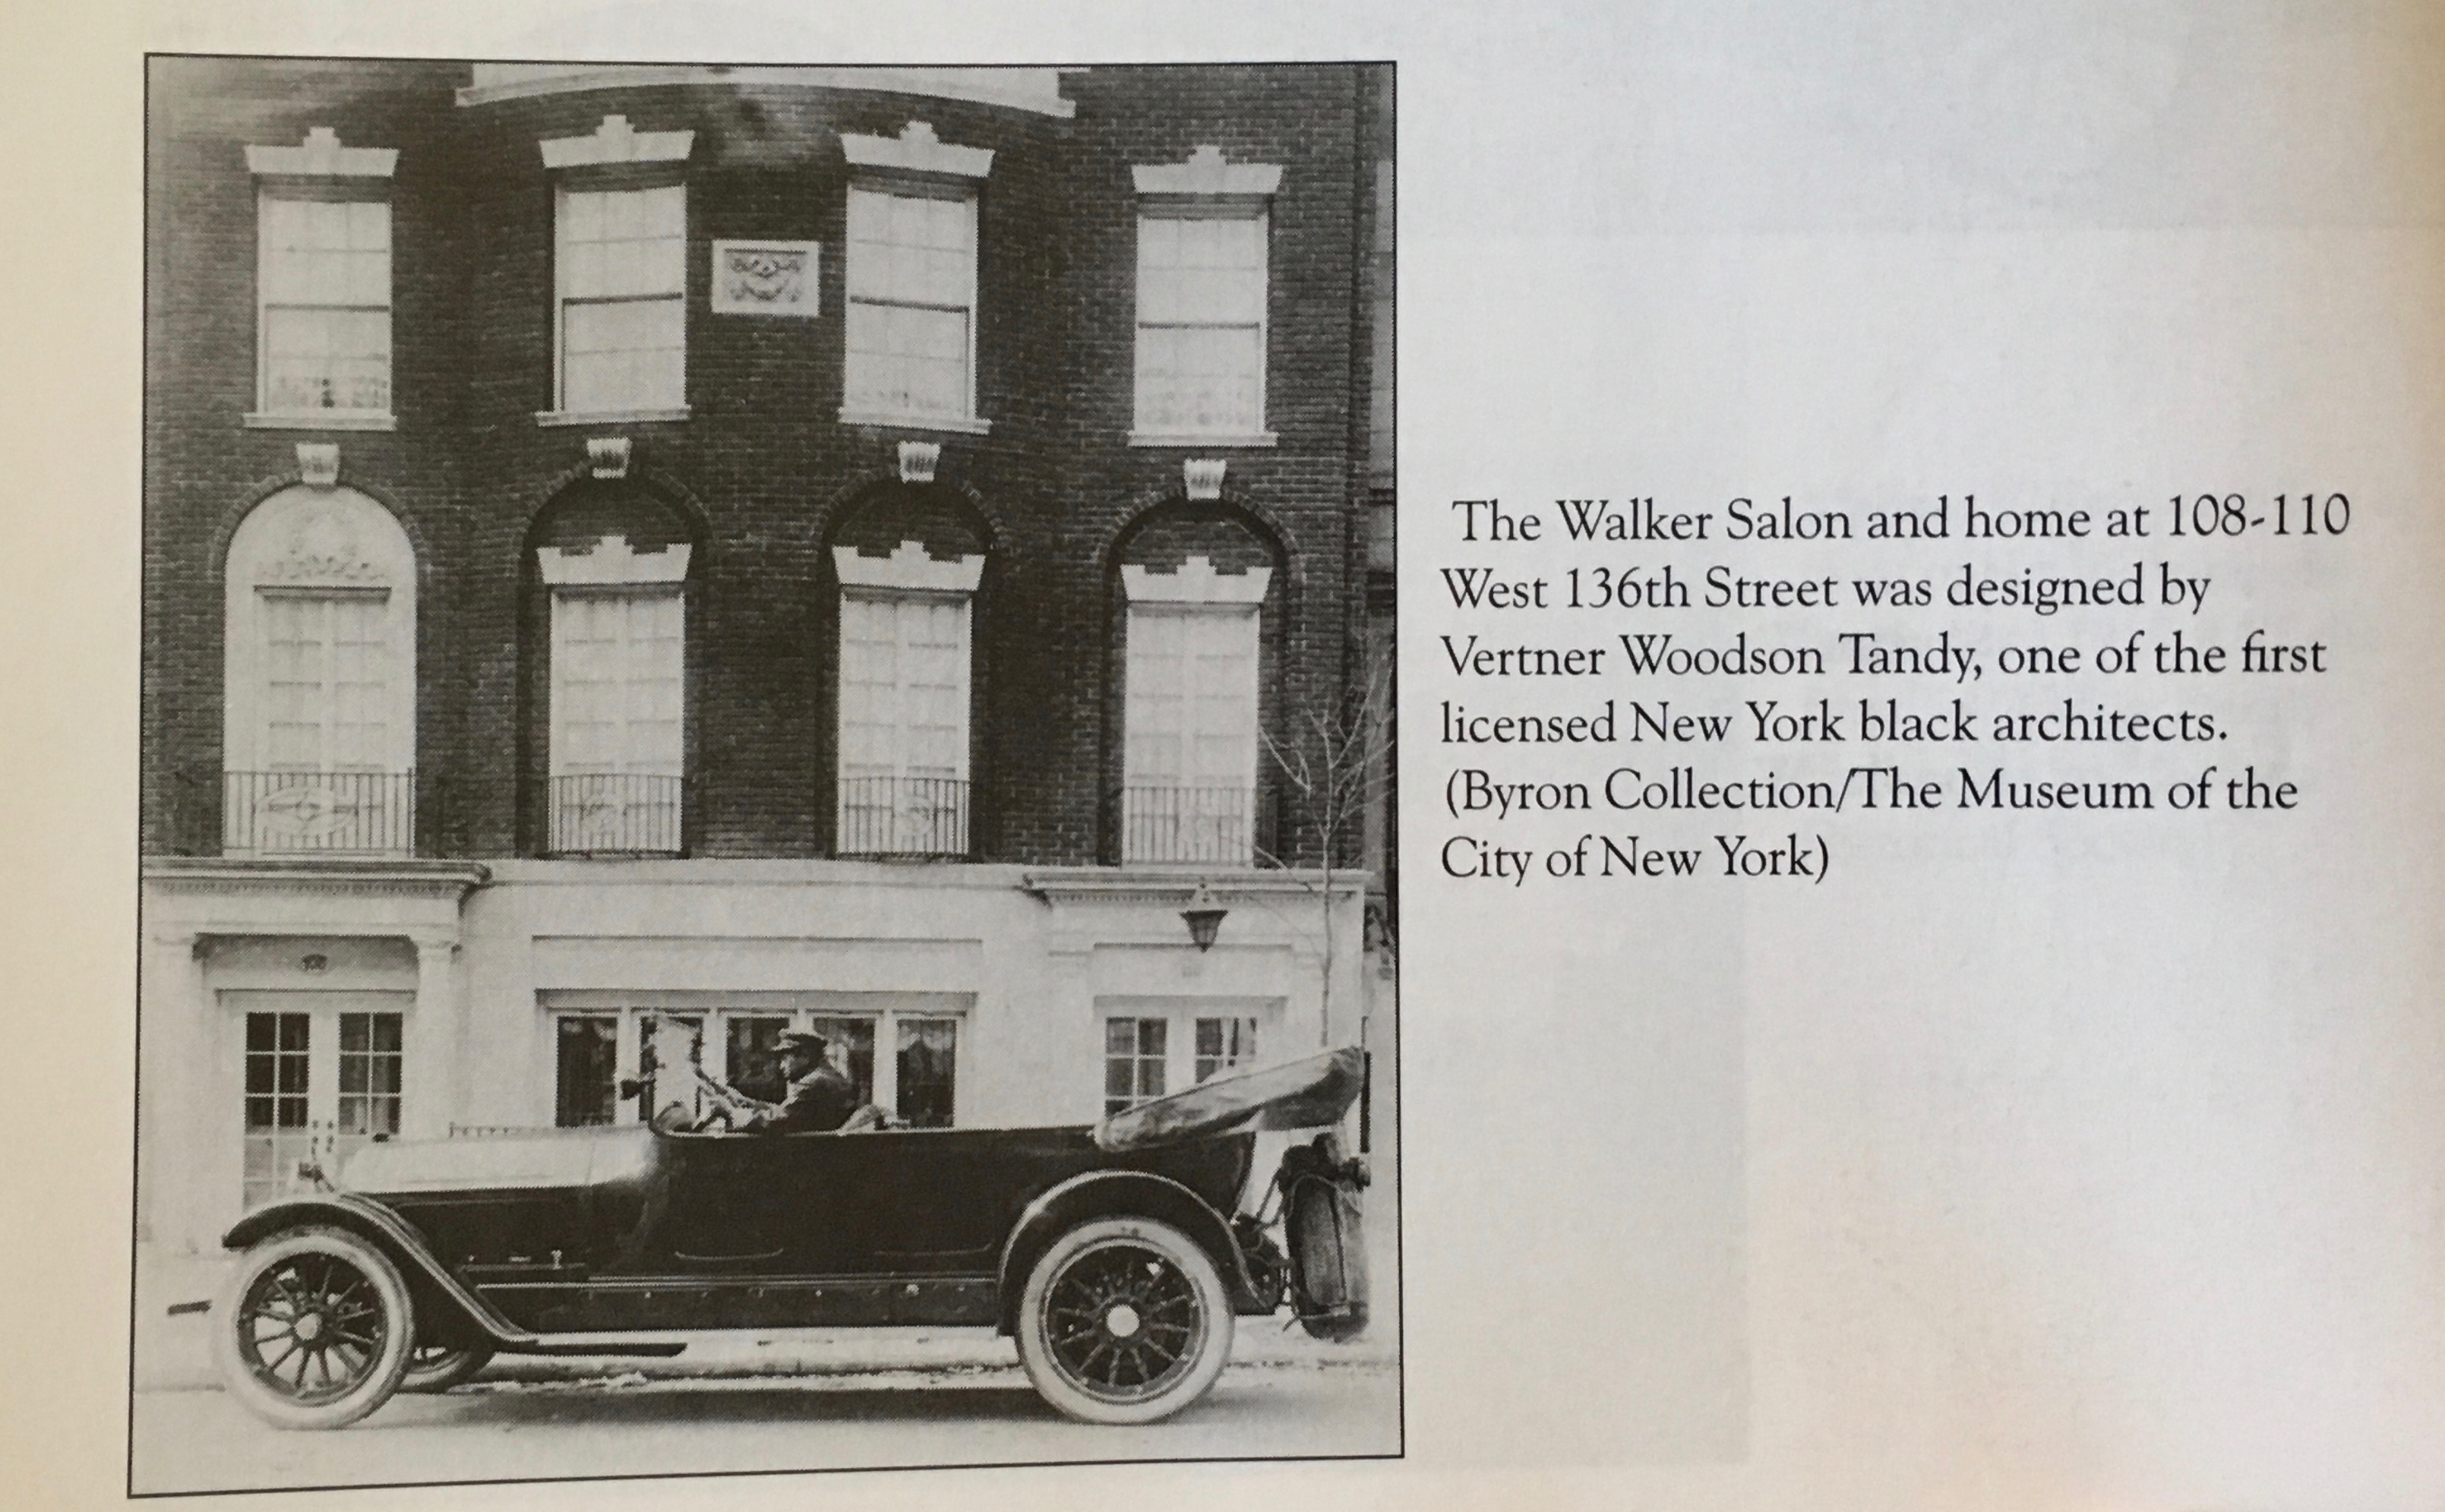 The Walker Salon and home at 108-110
West 136th Street was designed by
Vertner Woodson Tandy, one of the first
licensed New York black architects.
(Byron Collection/The Museum of the
City of New York)